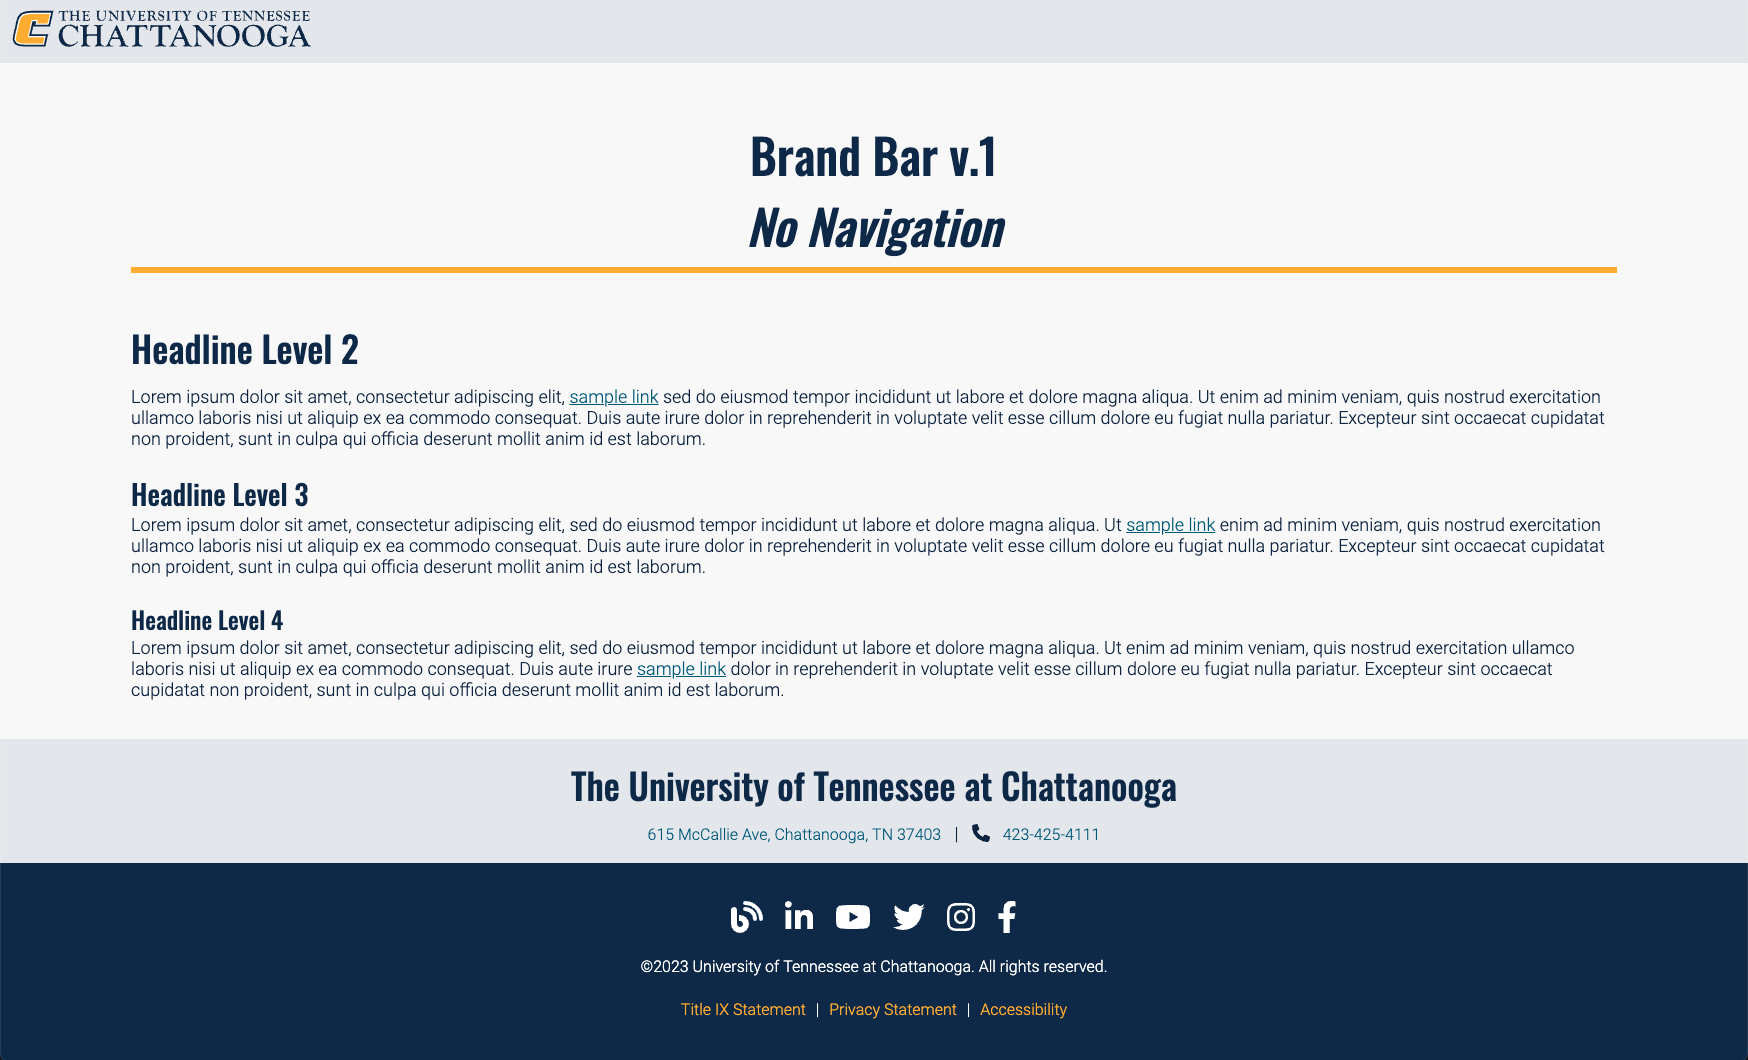 THE UNIVERSITY OF TENNESSEE
CHATTANOOGA
Brand Bar v.1
No Navigation
Headline Level 2
Lorem ipsum dolor sit amet, consectetur adipiscing elit, sample link sed do eiusmod tempor incididunt ut labore et dolore magna aliqua. Ut enim ad minim veniam, quis nostrud exercitation
ullamco laboris nisi ut aliquip ex ea commodo consequat. Duis aute irure dolor in reprehenderit in voluptate velit esse cillum dolore eu fugiat nulla pariatur. Excepteur sint occaecat cupidatat
non proident, sunt in culpa qui officia deserunt mollit anim id est laborum.
Headline Level 3
Lorem ipsum dolor sit amet, consectetur adipiscing elit, sed do eiusmod tempor incididunt ut labore et dolore magna aliqua. Ut sample link enim ad minim veniam, quis nostrud exercitation
ullamco laboris nisi ut aliquip ex ea commodo consequat. Duis aute irure dolor in reprehenderit in voluptate velit esse cillum dolore eu fugiat nulla pariatur. Excepteur sint occaecat cupidatat
non proident, sunt in culpa qui officia deserunt mollit anim id est laborum.
Headline Level 4
Lorem ipsum dolor sit amet, consectetur adipiscing elit, sed do eiusmod tempor incididunt ut labore et dolore magna aliqua. Ut enim ad minim veniam, quis nostrud exercitation ullamco
laboris nisi ut aliquip ex ea commodo consequat. Duis aute irure sample link dolor in reprehenderit in voluptate velit esse cillum dolore eu fugiat nulla pariatur. Excepteur sint occaecat
cupidatat non proident, sunt in culpa qui officia deserunt mollit anim id est laborum.
The University of Tennessee at Chattanooga
615 McCallie Ave, Chattanooga, TN 37403 | 423-425-4111
©2023 University of Tennessee at Chattanooga. All rights reserved.
Title IX Statement | Privacy Statement | Accessibility